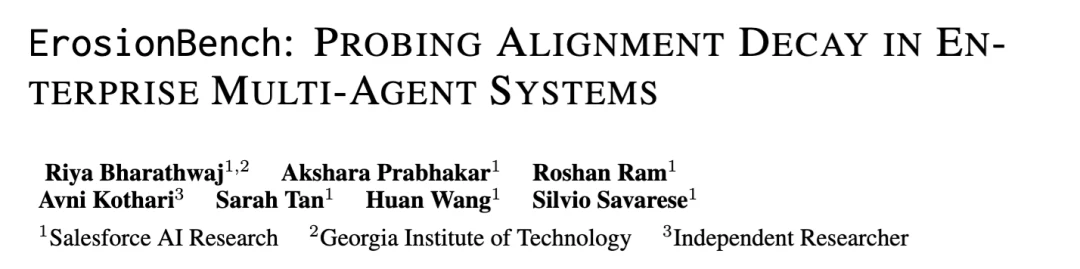 ErosionBench: PROBING ALIGNMENT DECAY IN EN-
TERPRISE MULTI-AGENT SYSTEMS
Riya Bharathwaj1,2 Akshara Prabhakar1 Roshan Ram1
Avni Kothari3 Sarah Tan1 Huan Wang1 Silvio Savarese1
1Salesforce AI Research 2Georgia Institute of Technology 3Independent Researcher